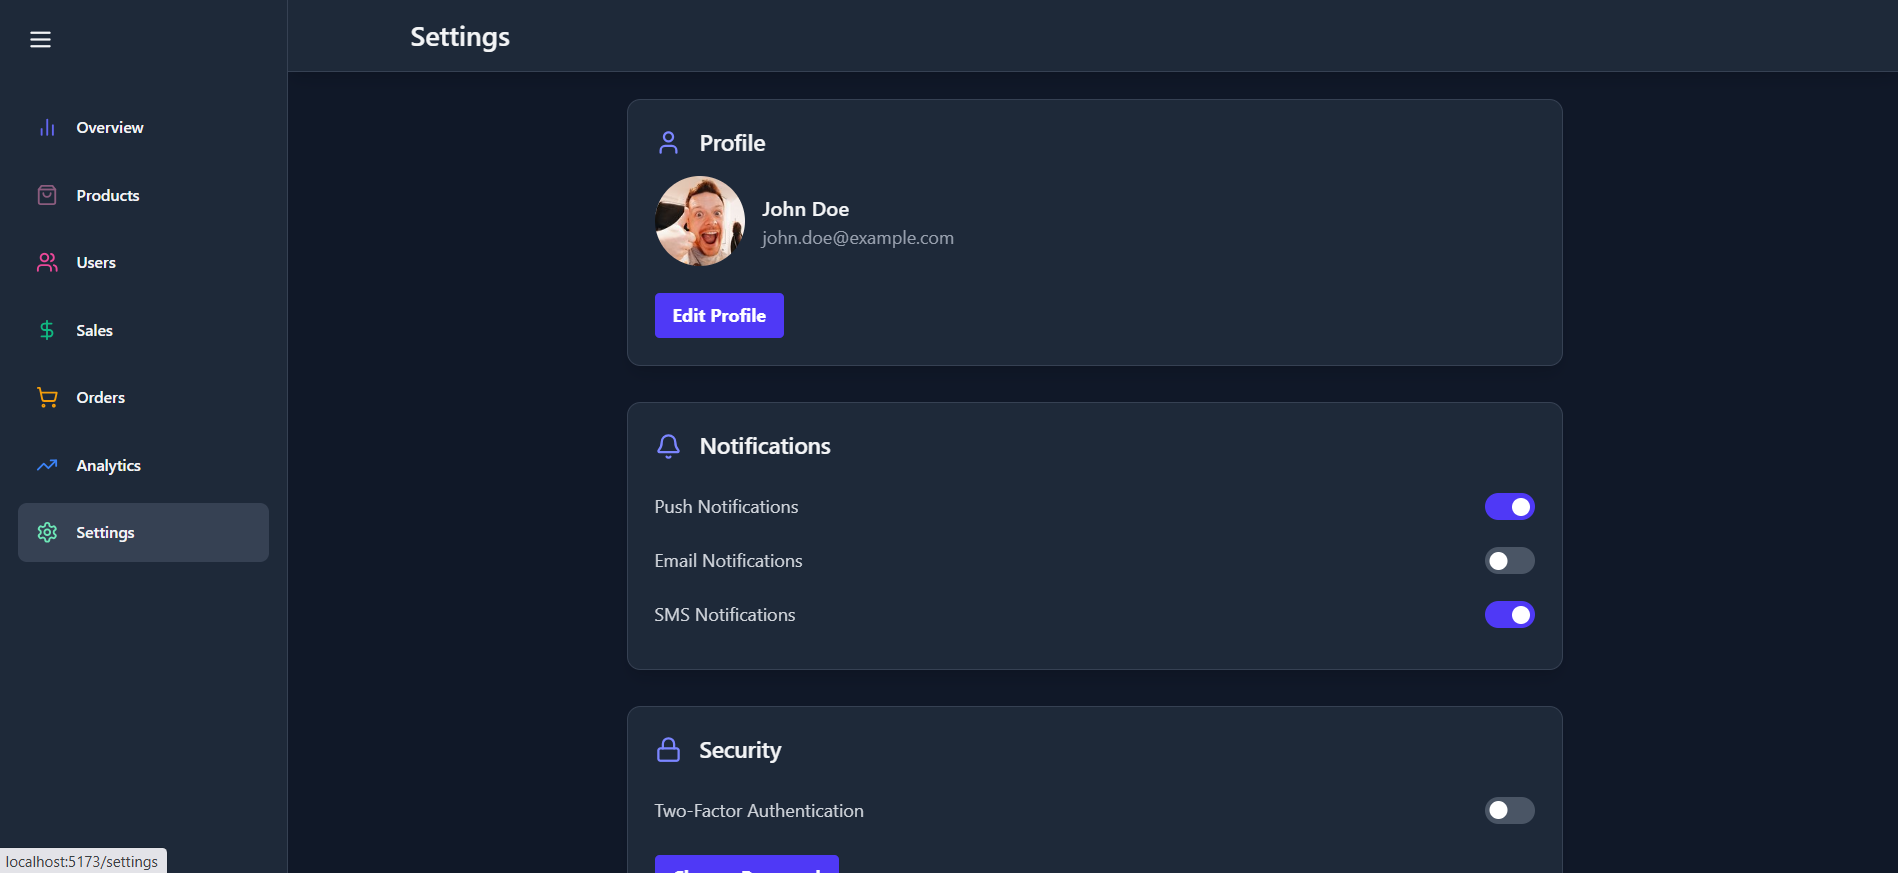 Settings
Overview
Products
Users
Sales
Orders
Analytics
Settings
Profile
John Doe
john.doe@example.com
Edit Profile
Notifications
Push Notifications
Email Notifications
SMS Notifications
Security
Two-Factor Authentication
localhost:5173/settings